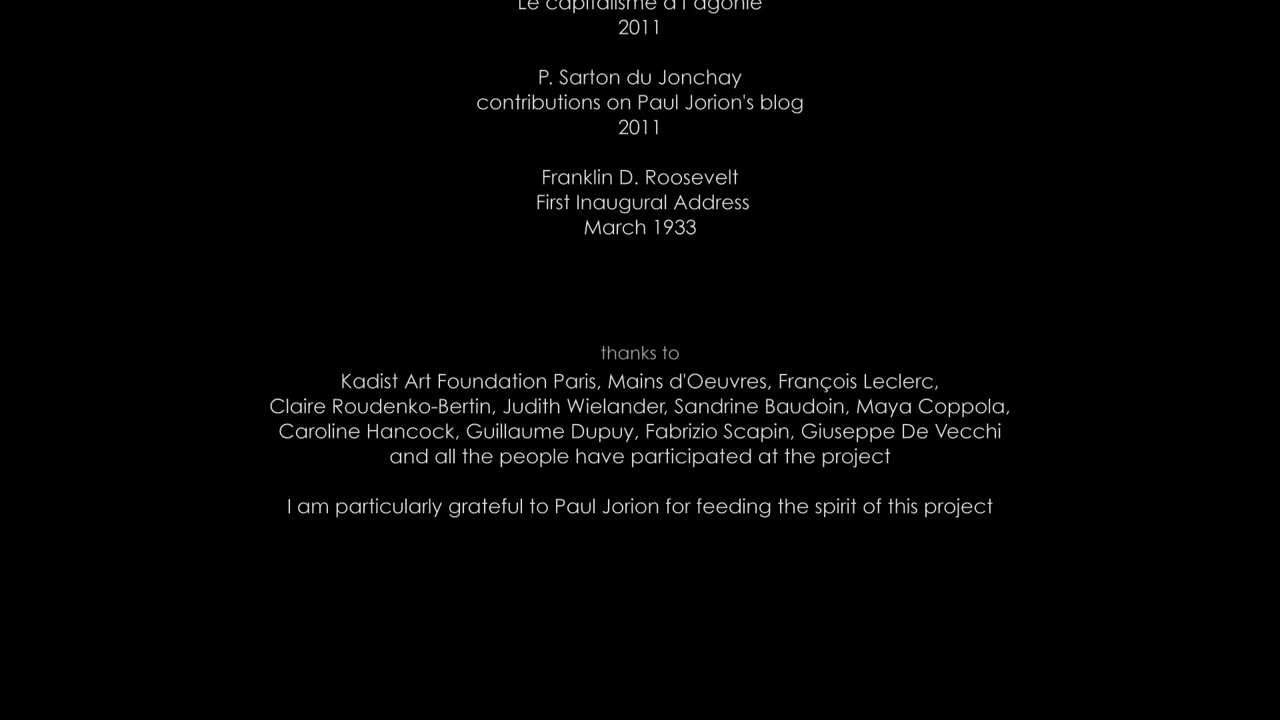 Le capitalisme à l'agonie
2011
P. Sarton du Jonchay
contributions on Paul Jorion's blog
2011
Franklin D. Roosevelt
First Inaugural Address
March 1933
thanks to
Kadist Art Foundation Paris, Mains d'Oeuvres, François Leclerc,
Claire Roudenko-Bertin, Judith Wielander, Sandrine Baudoin, Maya Coppola,
Caroline Hancock, Guillaume Dupuy, Fabrizio Scapin, Giuseppe De Vecchi
and all the people have participated at the project
I am particularly grateful to Paul Jorion for feeding the spirit of this project